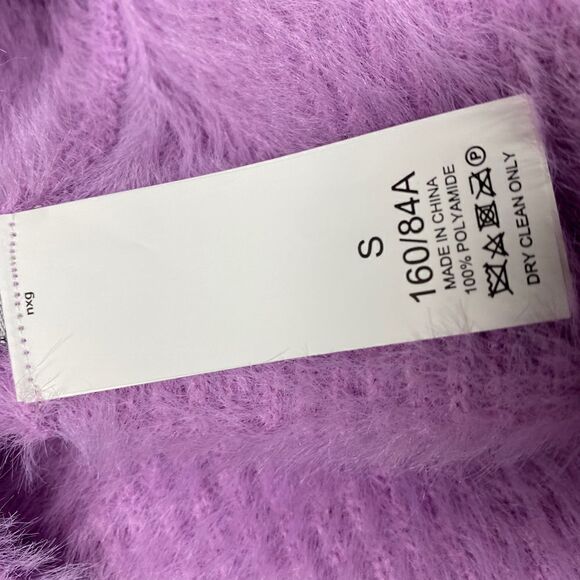 S
160/84A
MADE IN CHINA
100% POLYAMIDE
P
DRY CLEAN ONLY
nxg